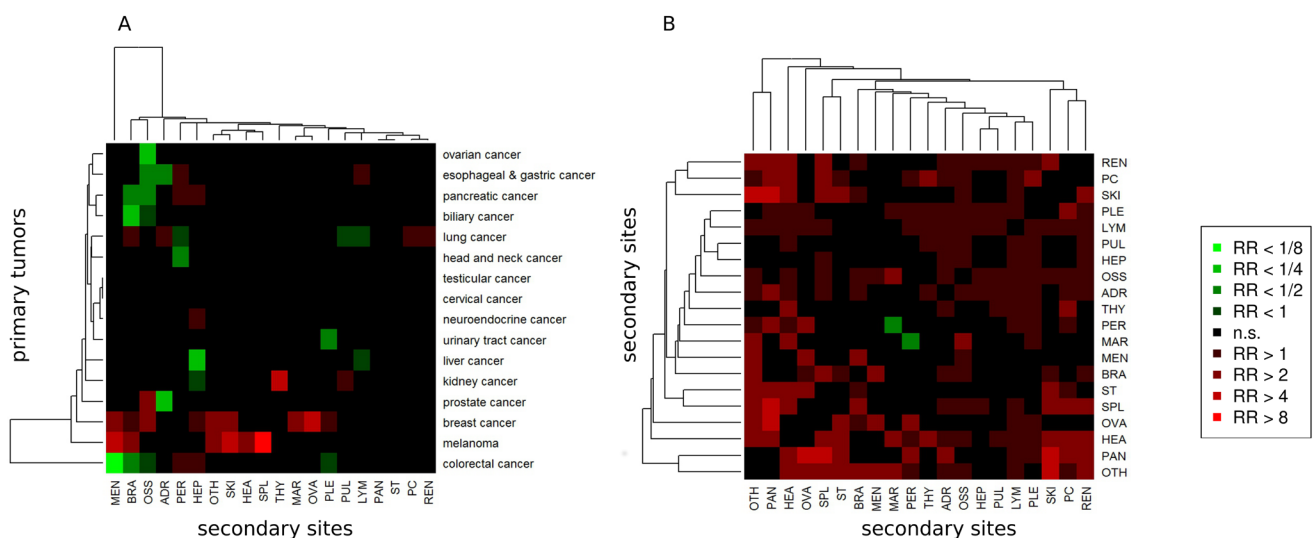 A
B
primary tumors
ovarian cancer
esophageal & gastric cancer
pancreatic cancer
biliary cancer
lung cancer
head and neck cancer
testicular cancer
cervical cancer
neuroendocrine cancer
urinary tract cancer
liver cancer
kidney cancer
prostate cancer
breast cancer
melanoma
colorectal cancer
MEN BRA OSS ADR PER HEP OTH SKI HEA SPL THY MAR OVA PLE PUL LYM PAN ST PC REN
secondary sites
secondary sites
REN
PC
SKI
PLE
LYM
PUL
HEP
OSS
ADR
THY
PER
MAR
MEN
BRA
ST
SPL
OVA
HEA
PAN
OTH
OTH PAN HEA OVA SPL ST BRA MEN MAR PER THY ADR OSS HEP PUL LYM PLE SKI PC REN
secondary sites
RR < 1/8
RR < 1/4
RR < 1/2
RR < 1
n.s.
RR > 1
RR > 2
RR > 4
RR > 8